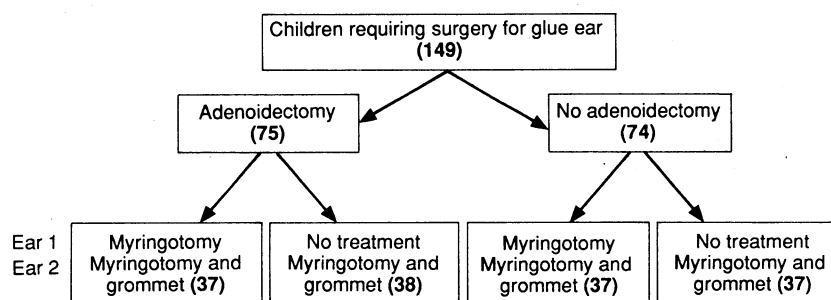 Children requiring surgery for glue ear
(149)
Adenoidectomy
(75)
No adenoidectomy
(74)
Ear 1
Ear 2
Myringotomy
Myringotomy and
grommet (37)
No treatment
Myringotomy and
grommet (38)
Myringotomy
Myringotomy and
grommet (37)
No treatment
Myringotomy and
grommet (37)